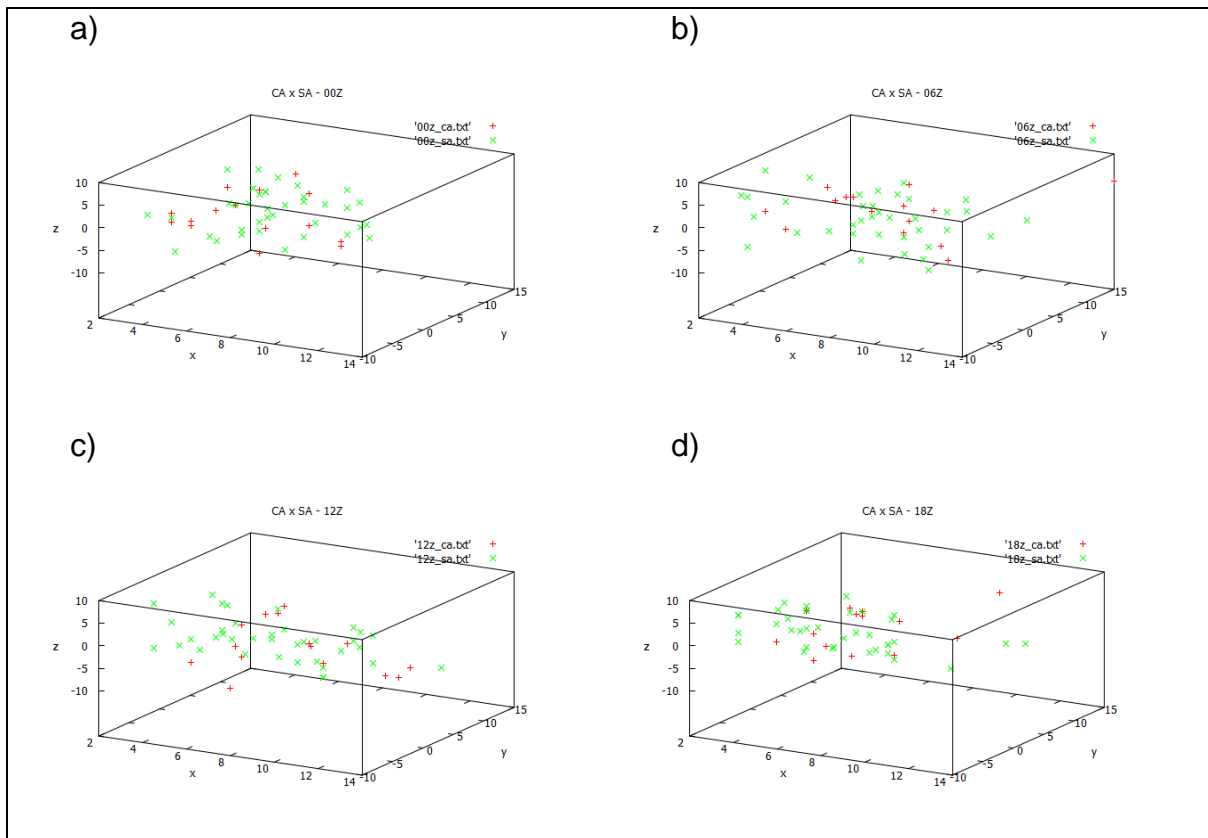 a)
CA x SA - 00Z
'00z_ca.txt'
'00z_sa.txt'
10
5
0
-5
-10
z
2
4
6
8
10
12
14
x
-10
-5
0
5
10
15
y
b)
CA x SA - 06Z
'06z_ca.txt'
'06z_sa.txt'
10
5
0
-5
-10
z
2
4
6
8
10
12
14
x
-10
-5
0
5
10
15
y
c)
CA x SA - 12Z
'12z_ca.txt'
'12z_sa.txt'
10
5
0
-5
-10
z
2
4
6
8
10
12
14
x
-10
-5
0
5
10
15
y
d)
CA x SA - 18Z
'18z_ca.txt'
'18z_sa.txt'
10
5
0
-5
-10
z
2
4
6
8
10
12
14
x
-10
-5
0
5
10
15
y